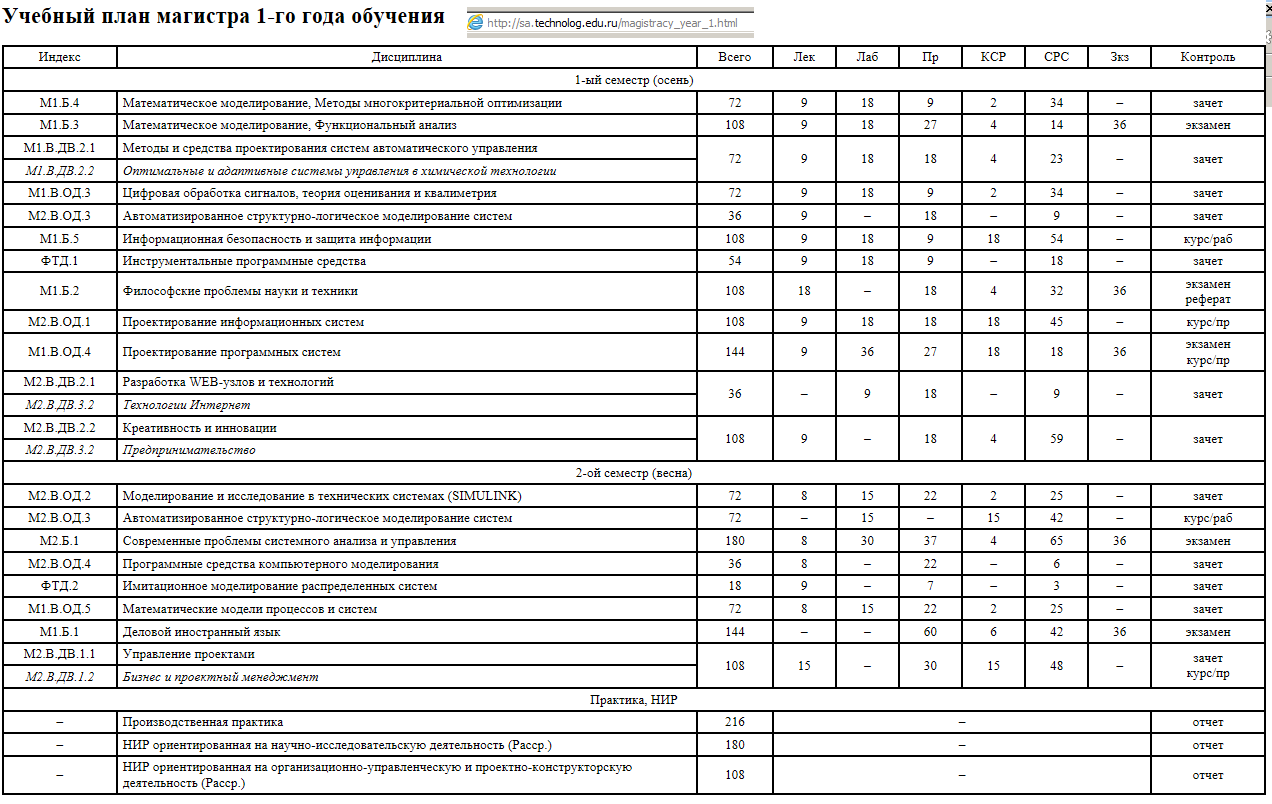 Учебный план магистра 1-го года обучения
http://sa.technolog.edu.ru/magistracy_year_1.html
Индекс Дисциплина Всего Лек Лаб Пр КСР СРС Зкз Контроль
1-ый семестр (осень)
М1.Б.4 Математическое моделирование, Методы многокритериальной оптимизации 72 9 18 9 2 34 – зачет
М1.Б.3 Математическое моделирование, Функциональный анализ 108 9 18 27 4 14 36 экзамен
М1.В.ДВ.2.1 Методы и средства проектирования систем автоматического управления
72 9 18 18 4 23 – зачет
М1.В.ДВ.2.2 Оптимальные и адаптивные системы управления в химической технологии
М1.В.ОД.3 Цифровая обработка сигналов, теория оценивания и квалиметрия 72 9 18 9 2 34 – зачет
М2.В.ОД.3 Автоматизированное структурно-логическое моделирование систем 36 9 – 18 – 9 – зачет
М1.Б.5 Информационная безопасность и защита информации 108 9 18 9 18 54 – курс/раб
ФТД.1 Инструментальные программные средства 54 9 18 9 – 18 – зачет
М1.Б.2 Философские проблемы науки и техники 108 18 – 18 4 32 36 экзамен
реферат
М2.В.ОД.1 Проектирование информационных систем 108 9 18 18 18 45 – курс/пр
М1.В.ОД.4 Проектирование программных систем 144 9 36 27 18 18 36 экзамен
курс/пр
М2.В.ДВ.2.1 Разработка WEB-узлов и технологий
36 – 9 18 – 9 – зачет
М2.В.ДВ.3.2 Технологии Интернет
М2.В.ДВ.2.2 Креативность и инновации
108 9 – 18 4 59 – зачет
М2.В.ДВ.3.2 Предпринимательство
2-ой семестр (весна)
М2.В.ОД.2 Моделирование и исследование в технических системах (SIMULINK) 72 8 15 22 2 25 – зачет
М2.В.ОД.3 Автоматизированное структурно-логическое моделирование систем 72 – 15 – 15 42 – курс/раб
М2.Б.1 Современные проблемы системного анализа и управления 180 8 30 37 4 65 36 экзамен
М2.В.ОД.4 Программные средства компьютерного моделирования 36 8 – 22 – 6 – зачет
ФТД.2 Имитационное моделирование распределенных систем 18 9 – 7 – 3 – зачет
М1.В.ОД.5 Математические модели процессов и систем 72 8 15 22 2 25 – зачет
М1.Б.1 Деловой иностранный язык 144 – – 60 6 42 36 экзамен
М2.В.ДВ.1.1 Управление проектами
108 15 – 30 15 48 – зачет
курс/пр
М2.В.ДВ.1.2 Бизнес и проектный менеджмент
Практика, НИР
– Производственная практика 216 – отчет
– НИР ориентированная на научно-исследовательскую деятельность (Расср.) 180 – отчет
– НИР ориентированная на организационно-управленческую и проектно-конструкторскую
деятельность (Расср.) 108 – отчет